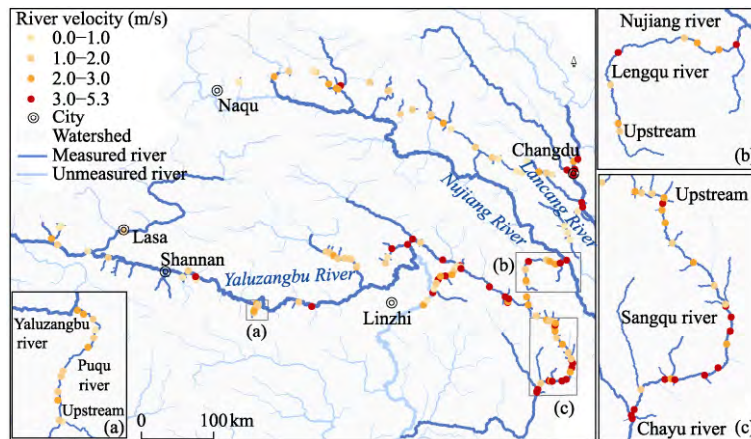 River velocity (m/s)
0.0−1.0
1.0−2.0
2.0−3.0
3.0−5.3
City
Watershed
Measured river
Unmeasured river
Naqu
Changdu
Lancang River
Nujiang River
Lasa
Shannan
Yaluzangbu River
Linzhi
(a)
(b)
(c)
0
100 km
Yaluzangbu
river
Puqu
river
Upstream
(a)
Nujiang river
Lengqu river
Upstream
(b)
Upstream
Sangqu river
Chayu river
(c)